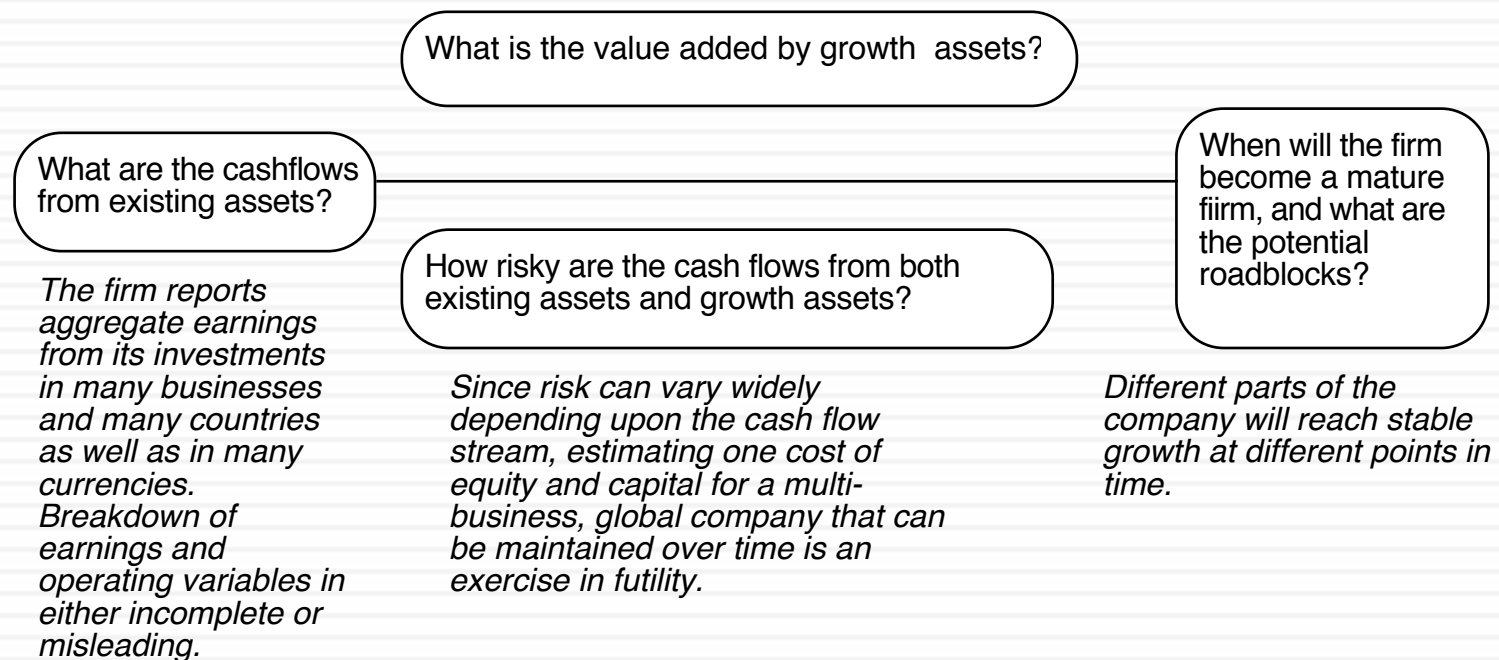 What is the value added by growth  assets?
What are the cashflows
from existing assets?
When will the firm
become a mature
fiirm, and what are
the potential
roadblocks?
How risky are the cash flows from both
existing assets and growth assets?
The firm reports
aggregate earnings
from its investments
in many businesses
and many countries
as well as in many
currencies.
Breakdown of
earnings and
operating variables in
either incomplete or
misleading.
Since risk can vary widely
depending upon the cash flow
stream, estimating one cost of
equity and capital for a multi-
business, global company that can
be maintained over time is an
exercise in futility.
Different parts of the
company will reach stable
growth at different points in
time.